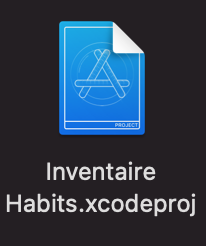 PROJECT
Inventaire
Habits.xcodeproj